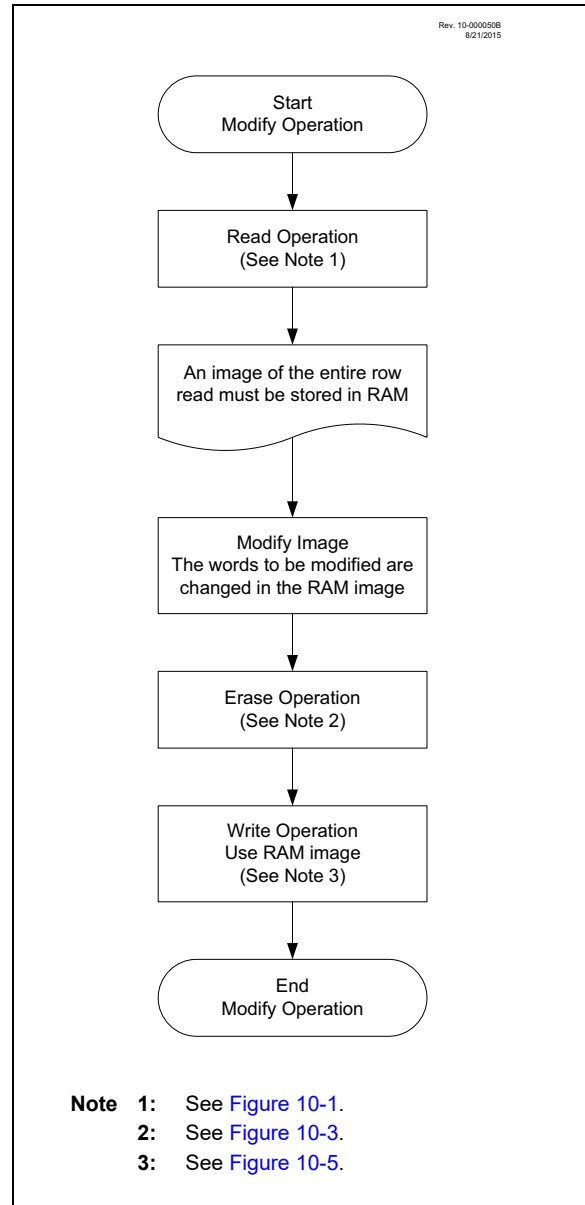 Rev. 10-000050B
8/21/2015
Start
Modify Operation
Read Operation
(See Note 1)
An image of the entire row
read must be stored in RAM
Modify Image
The words to be modified are
changed in the RAM image
Erase Operation
(See Note 2)
Write Operation
Use RAM image
(See Note 3)
End
Modify Operation
Note 1: See Figure 10-1.
2: See Figure 10-3.
3: See Figure 10-5.